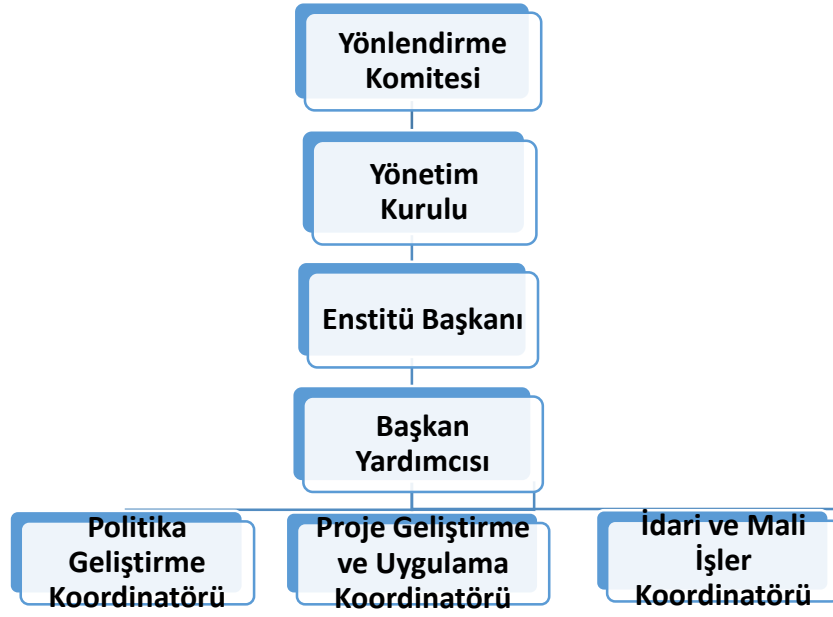 Yönlendirme
Komitesi
Yönetim
Kurulu
Enstitü Başkanı
Başkan
Yardımcısı
Politika
Geliştirme
Koordinatörü
Proje Geliştirme
ve Uygulama
Koordinatörü
İdari ve Mali
İşler
Koordinatörü